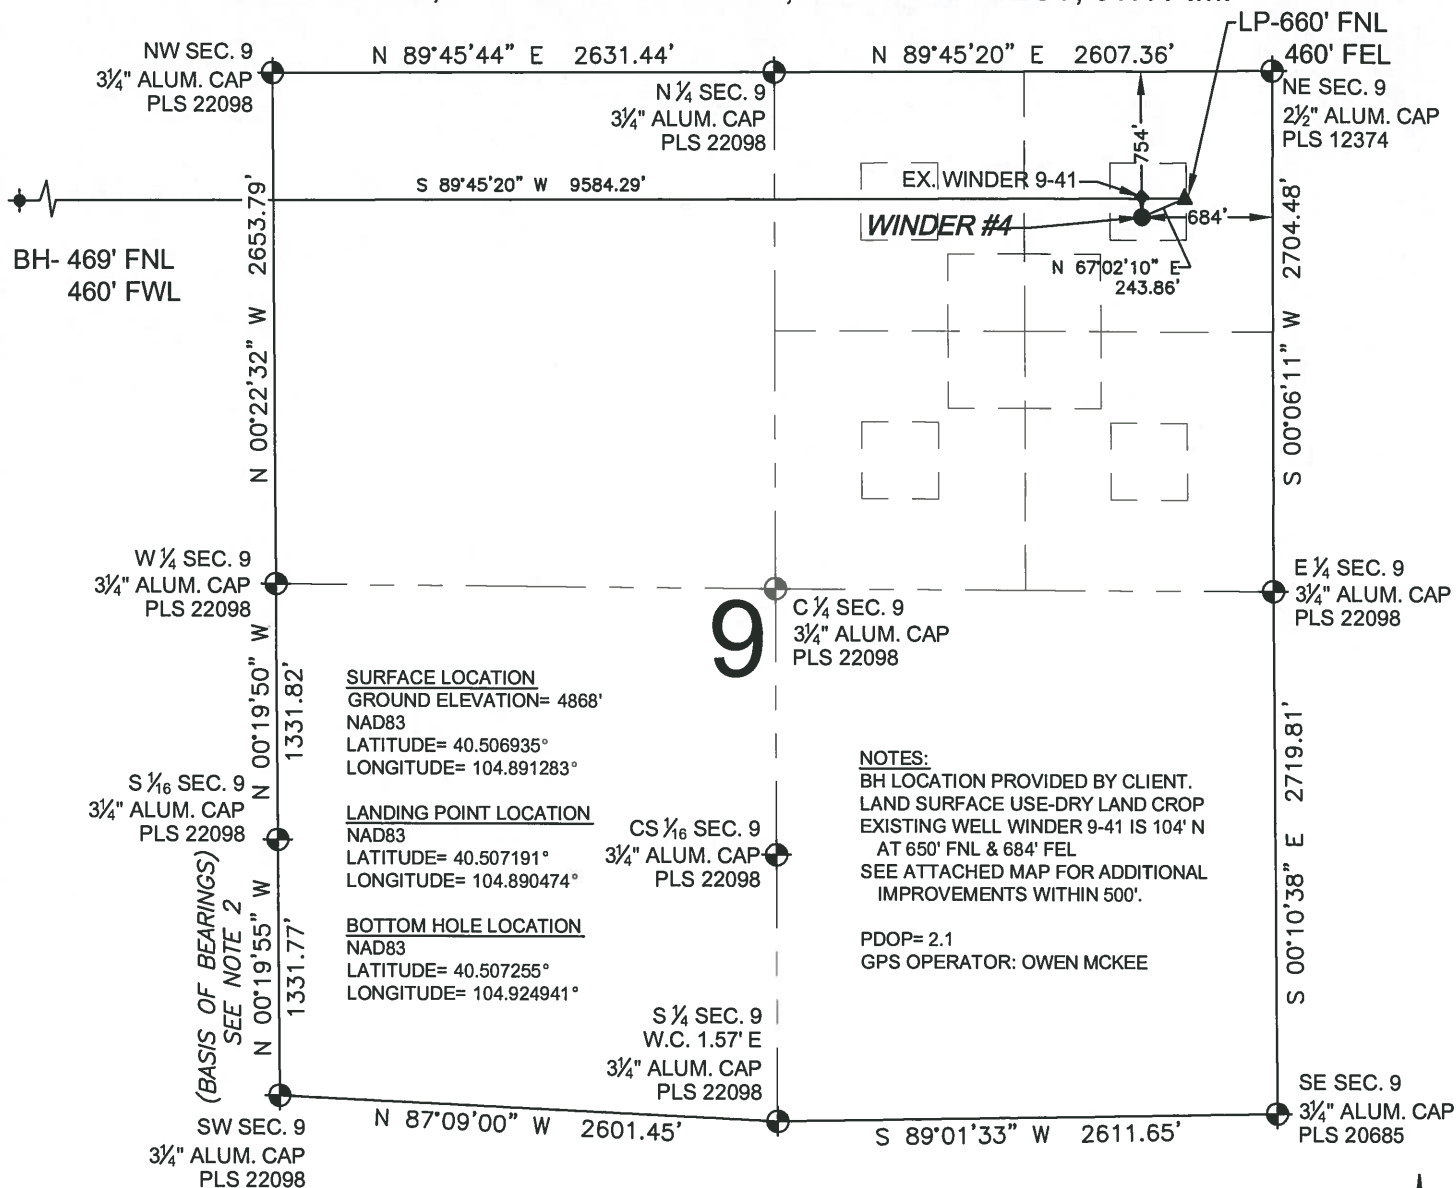 LP-660' FNL
460' FEL
NW SEC. 9
3¼" ALUM. CAP
PLS 22098
N 89°45'44" E 2631.44'
N 89°45'20" E 2607.36'
N ¼ SEC. 9
3¼" ALUM. CAP
PLS 22098
NE SEC. 9
2½" ALUM. CAP
PLS 12374
754'
EX. WINDER 9-41
S 89°45'20" W 9584.29'
WINDER #4
684'
N 67°02'10" E
243.86'
BH- 469' FNL
460' FWL
N 00°22'32" W 2653.79'
S 00°06'11" W 2704.48'
W ¼ SEC. 9
3¼" ALUM. CAP
PLS 22098
E ¼ SEC. 9
3¼" ALUM. CAP
PLS 22098
9
C ¼ SEC. 9
3¼" ALUM. CAP
PLS 22098
N 00°19'50" W
1331.82'
SURFACE LOCATION
GROUND ELEVATION= 4868'
NAD83
LATITUDE= 40.506935°
LONGITUDE= 104.891283°
LANDING POINT LOCATION
NAD83
LATITUDE= 40.507191°
LONGITUDE= 104.890474°
BOTTOM HOLE LOCATION
NAD83
LATITUDE= 40.507255°
LONGITUDE= 104.924941°
S 1⁄16 SEC. 9
3¼" ALUM. CAP
PLS 22098
CS 1⁄16 SEC. 9
3¼" ALUM. CAP
PLS 22098
NOTES:
BH LOCATION PROVIDED BY CLIENT.
LAND SURFACE USE-DRY LAND CROP
EXISTING WELL WINDER 9-41 IS 104' N
AT 650' FNL & 684' FEL
SEE ATTACHED MAP FOR ADDITIONAL
IMPROVEMENTS WITHIN 500'.
PDOP= 2.1
GPS OPERATOR: OWEN MCKEE
(BASIS OF BEARINGS)
SEE NOTE 2
N 00°19'55" W
1331.77'
S 00°10'38" E 2719.81'
S ¼ SEC. 9
W.C. 1.57' E
3¼" ALUM. CAP
PLS 22098
SW SEC. 9
3¼" ALUM. CAP
PLS 22098
N 87°09'00" W 2601.45'
S 89°01'33" W 2611.65'
SE SEC. 9
3¼" ALUM. CAP
PLS 20685